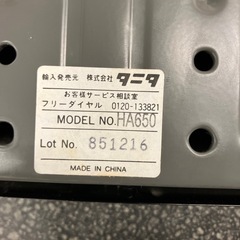 輸入発売元 株式会社 タニタ
お客様サービス相談室
フリーダイヤル 0120-133821
MODEL NO. HA650
Lot No. 851216
MADE IN CHINA